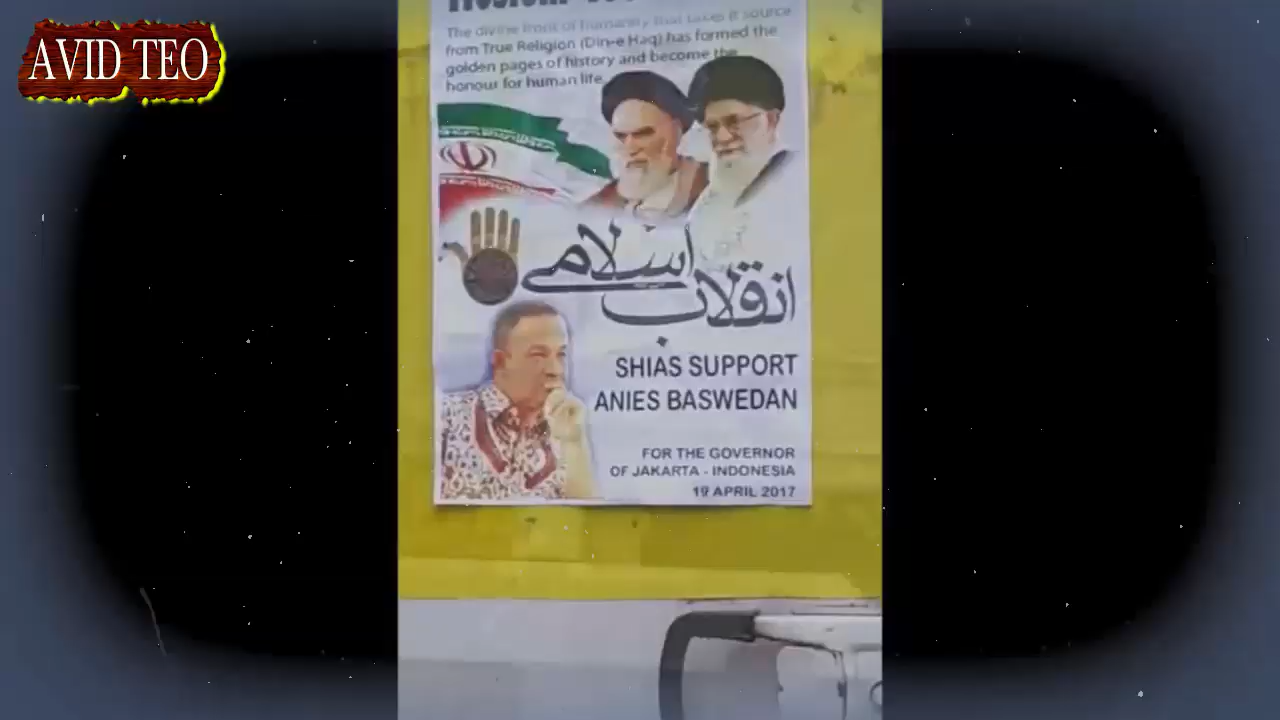 AVID TEO
The divine front of humanity that takes it source
from True Religion (Din-e Haq) has formed the
golden pages of history and become the
honour for human life.
انقلاب اسلامی
SHIAS SUPPORT
ANIES BASWEDAN
FOR THE GOVERNOR
OF JAKARTA - INDONESIA
19 APRIL 2017